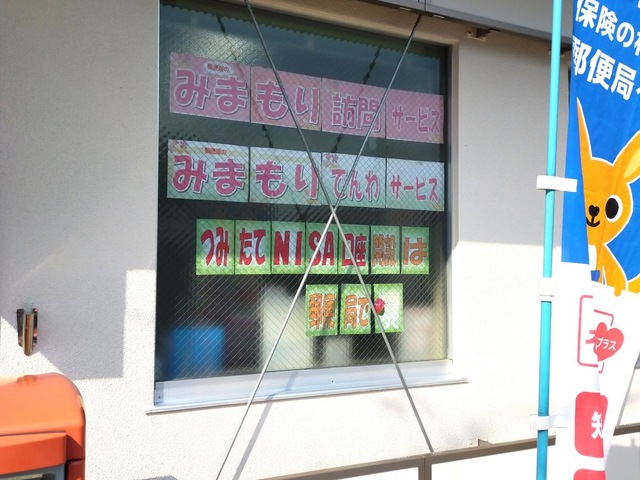 みまもり訪問サービス
みまもりでんわサービス
つみたてNISA口座開設は
郵便局で
保険の
郵便局へ
プラス